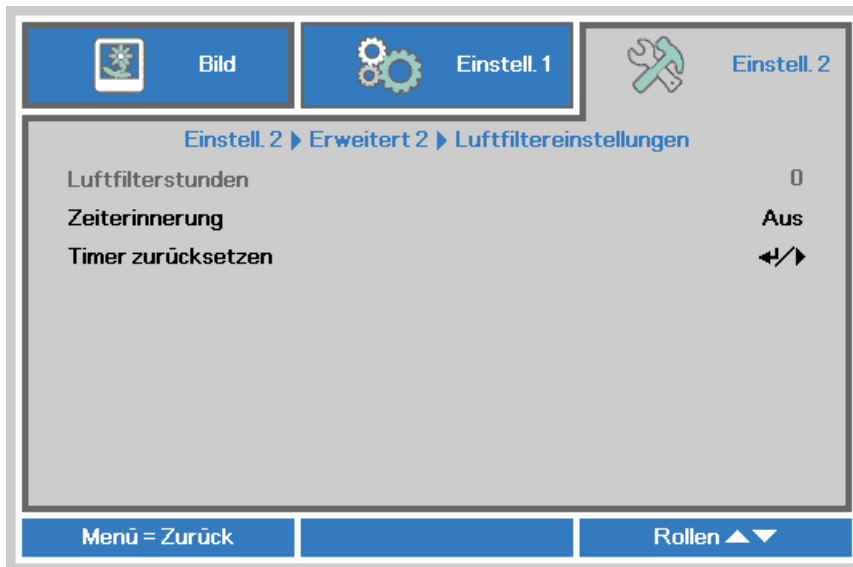 Bild Einstell. 1 Einstell. 2
Einstell. 2 ▶ Erweitert 2 ▶ Luftfiltereinstellungen
Luftfilterstunden 0
Zeiterinnerung Aus
Timer zurücksetzen ↵/▶
Menü = Zurück Rollen ▲▼